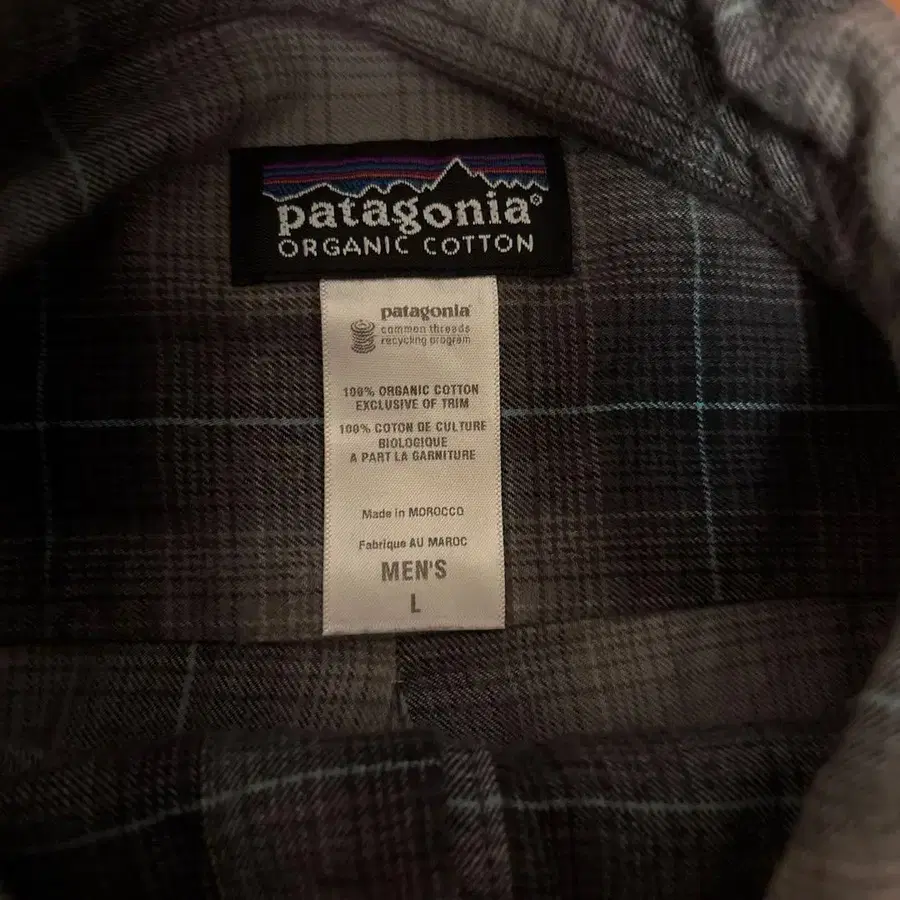 patagonia®
ORGANIC COTTON
patagonia®
common threads
recycling program
100% ORGANIC COTTON
EXCLUSIVE OF TRIM
100% COTON DE CULTURE
BIOLOGIQUE
A PART LA GARNITURE
Made in MOROCCO
Fabrique AU MAROC
MEN'S
L